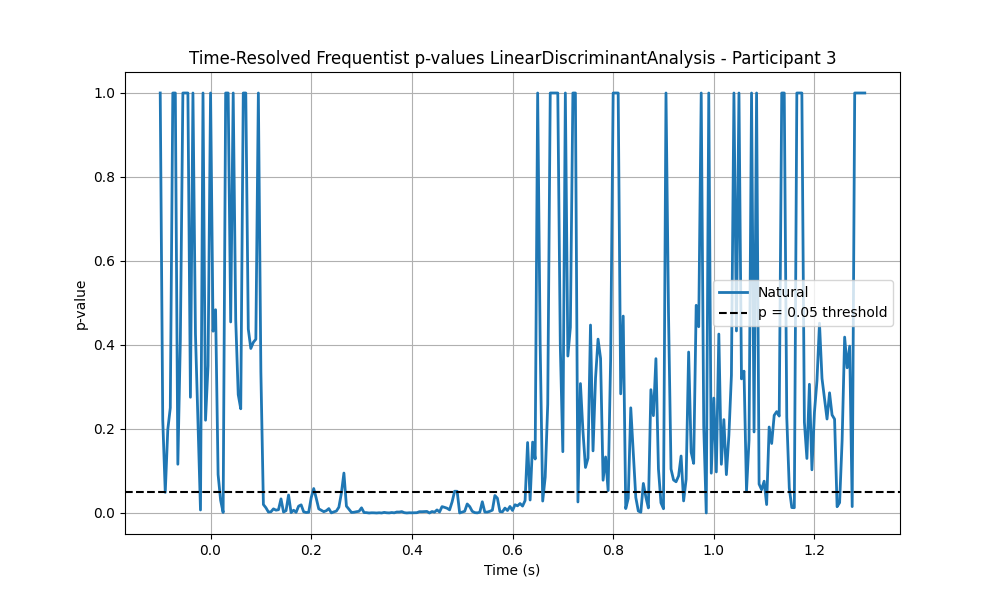 Time-Resolved Frequentist p-values LinearDiscriminantAnalysis - Participant 3
1.0
0.8
0.6
0.4
0.2
0.0
p-value
Natural
p = 0.05 threshold
0.0 0.2 0.4 0.6 0.8 1.0 1.2
Time (s)